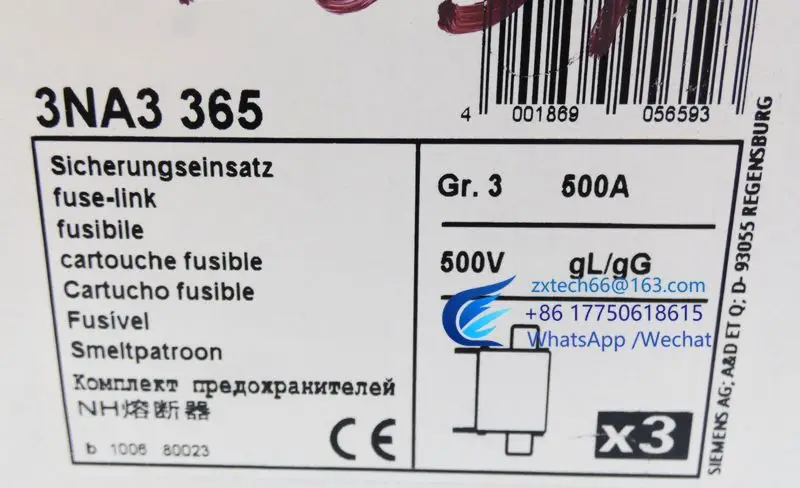 3NA3 365
4 001869 056593
Sicherungseinsatz
fuse-link
fusibile
cartouche fusible
Cartucho fusible
Fusível
Smeltpatroon
Комплект предохранителей
NH熔断器
b 1006 80023
CE
Gr. 3 500A
500V gL/gG
zxtech66@163.com
+86 17750618615
WhatsApp /Wechat
x3
SIEMENS AG; A&D ET Q; D- 93055 REGENSBURG